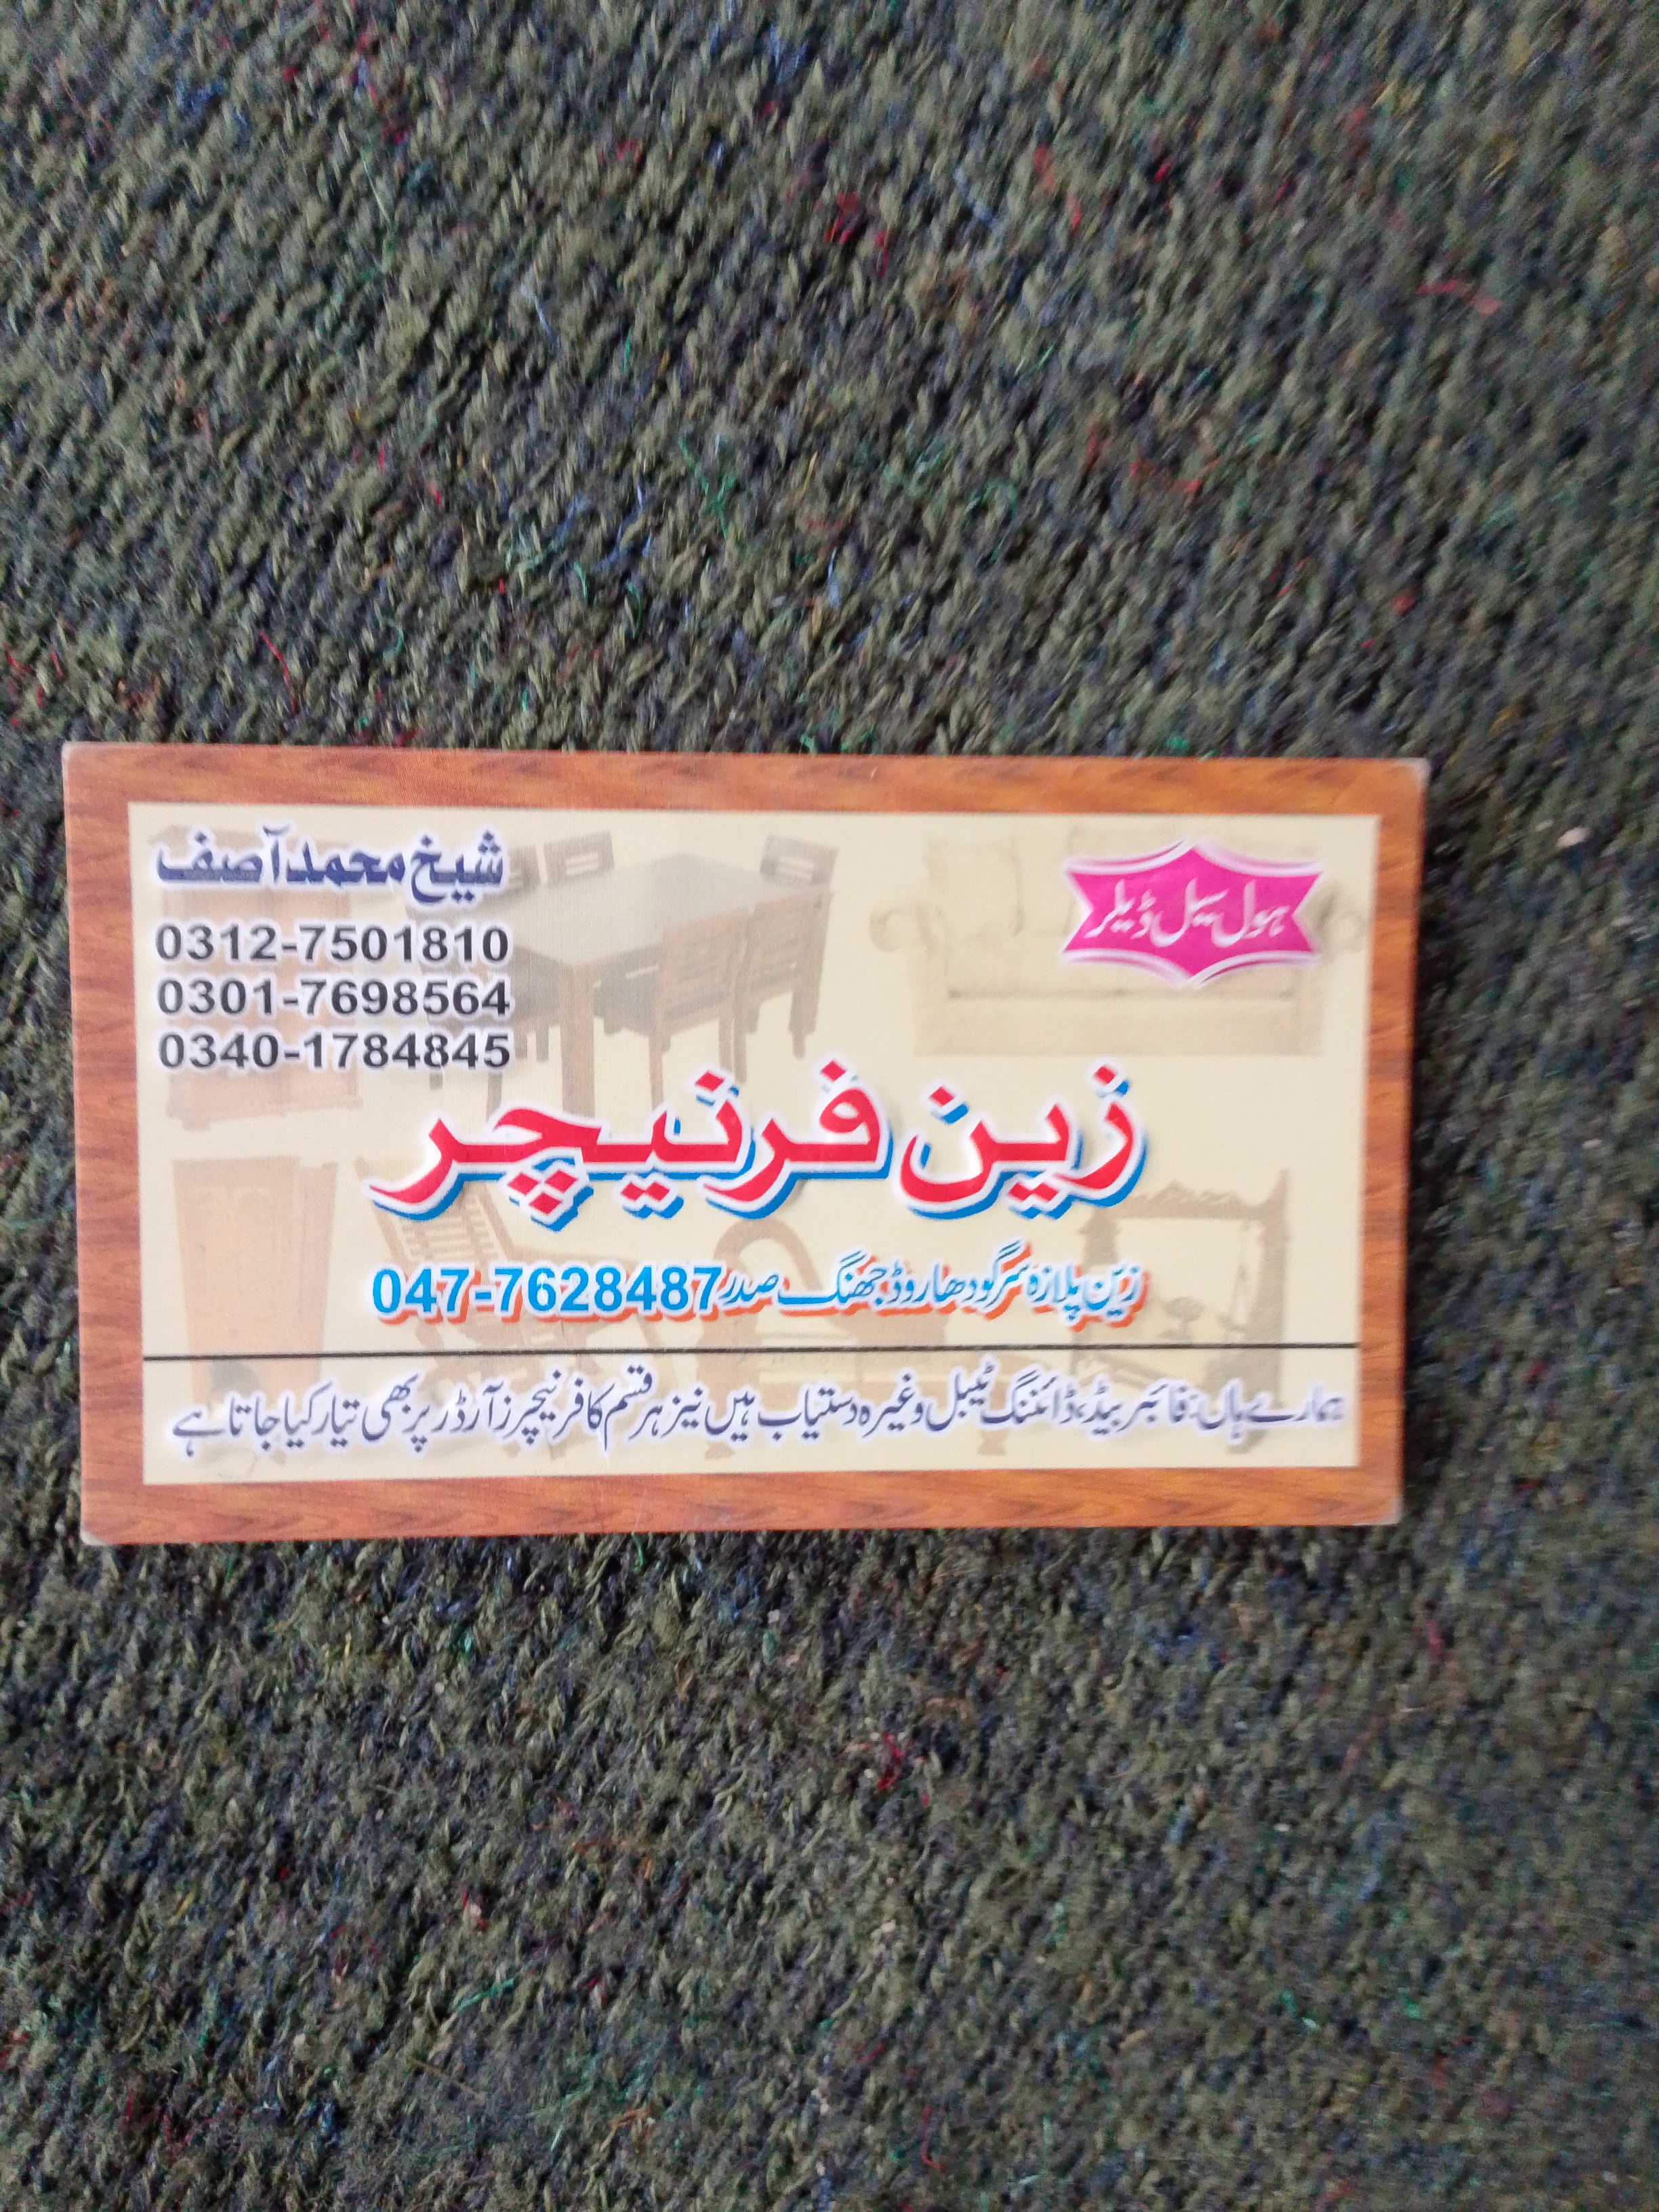 ہول سیل ڈیلر
شیخ محمد آصف
0312-7501810
0301-7698564
0340-1784845
زین فرنیچر
زین پلازہ سرگودھا روڈ جھنگ صدر 047-7628487
ہمارے ہاں: فائبر بیڈ، ڈائننگ ٹیبل وغیرہ دستیاب ہیں نیز ہر قسم کا فرنیچرز آرڈر پر بھی تیار کیا جاتا ہے